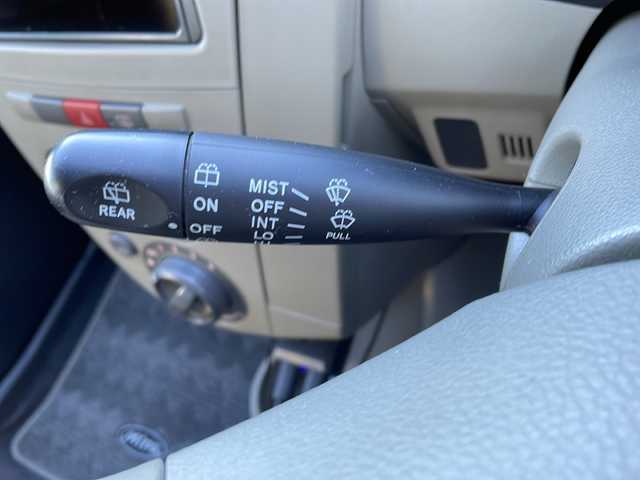 REAR
ON
OFF
MIST
OFF
INT
LO
PULL